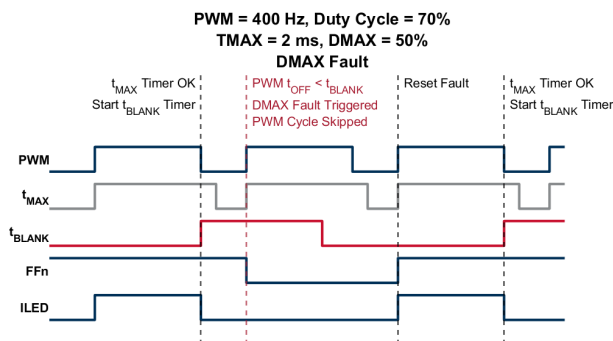 PWM = 400 Hz, Duty Cycle = 70%
TMAX = 2 ms, DMAX = 50%
DMAX Fault
tMAX Timer OK
Start tBLANK Timer
PWM tOFF < tBLANK
DMAX Fault Triggered
PWM Cycle Skipped
Reset Fault
tMAX Timer OK
Start tBLANK Timer
PWM
tMAX
tBLANK
FFn
ILED